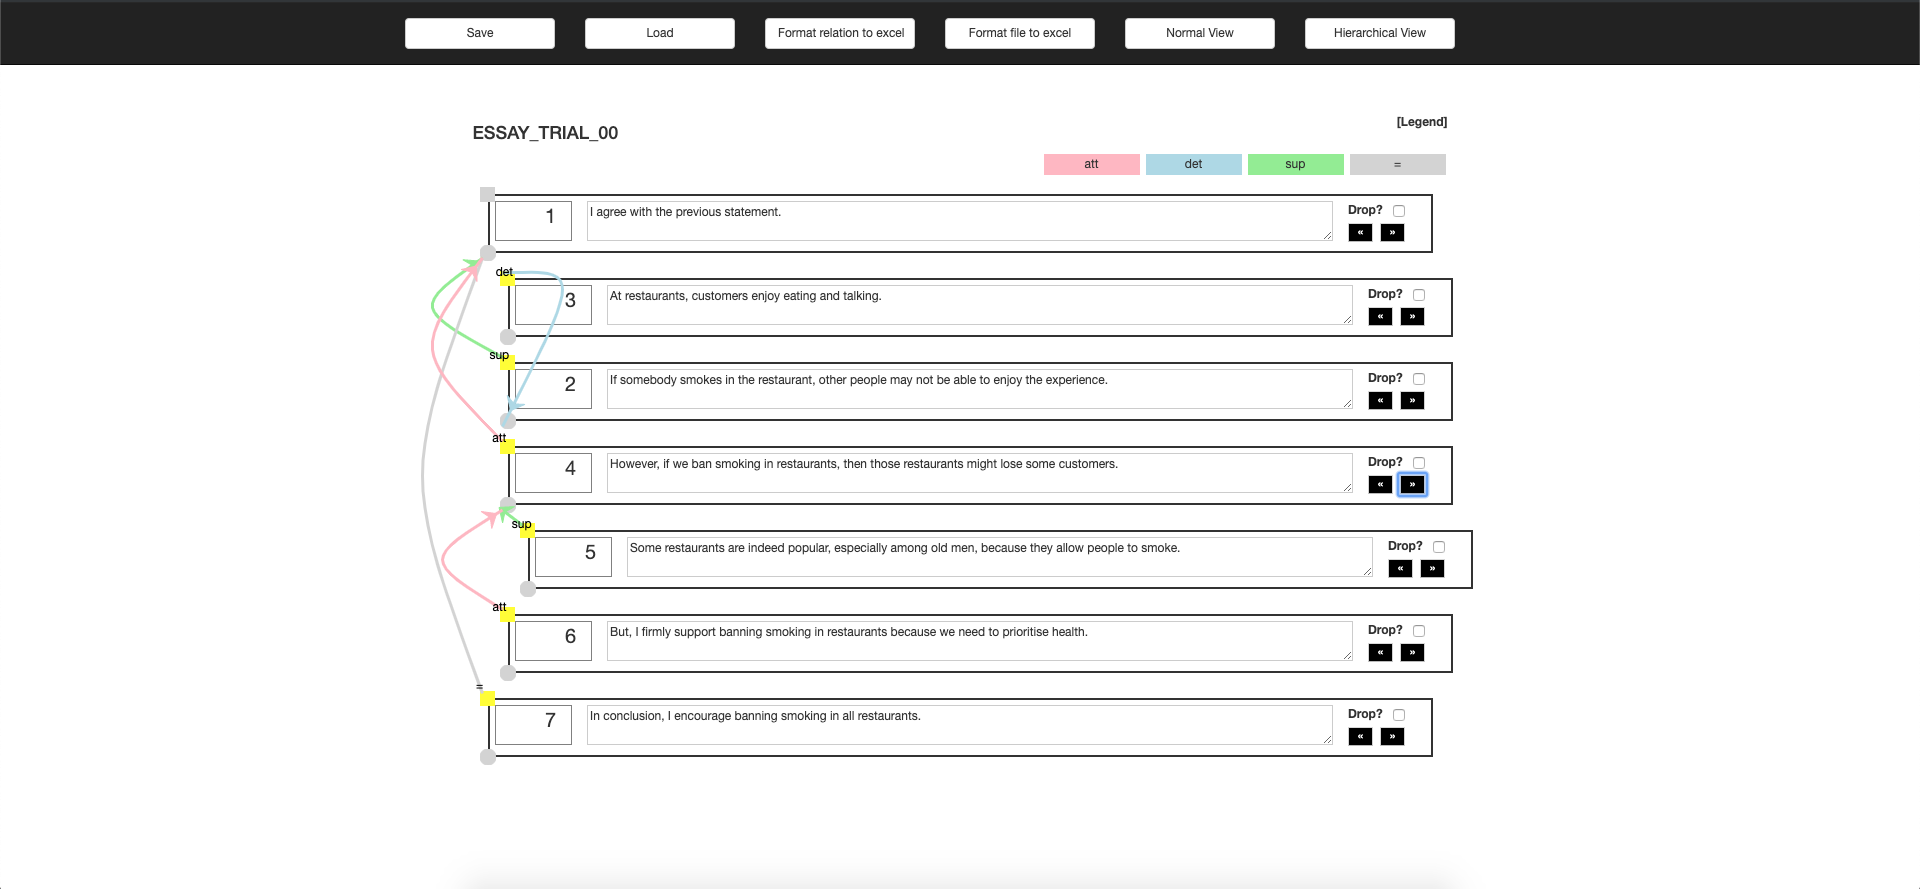 Save Load Format relation to excel Format file to excel Normal View Hierarchical View
ESSAY_TRIAL_00
[Legend]
att det sup =
1 I agree with the previous statement. Drop?
« »
det
3 At restaurants, customers enjoy eating and talking. Drop?
« »
sup
2 If somebody smokes in the restaurant, other people may not be able to enjoy the experience. Drop?
« »
att
4 However, if we ban smoking in restaurants, then those restaurants might lose some customers. Drop?
« »
sup
5 Some restaurants are indeed popular, especially among old men, because they allow people to smoke. Drop?
« »
att
6 But, I firmly support banning smoking in restaurants because we need to prioritise health. Drop?
« »
=
7 In conclusion, I encourage banning smoking in all restaurants. Drop?
« »